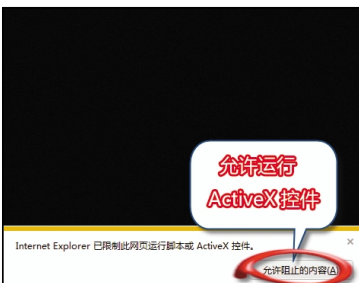 允许运行
ActiveX 控件
Internet Explorer 已限制此网页运行脚本或 ActiveX 控件。
×
允许阻止的内容(A)